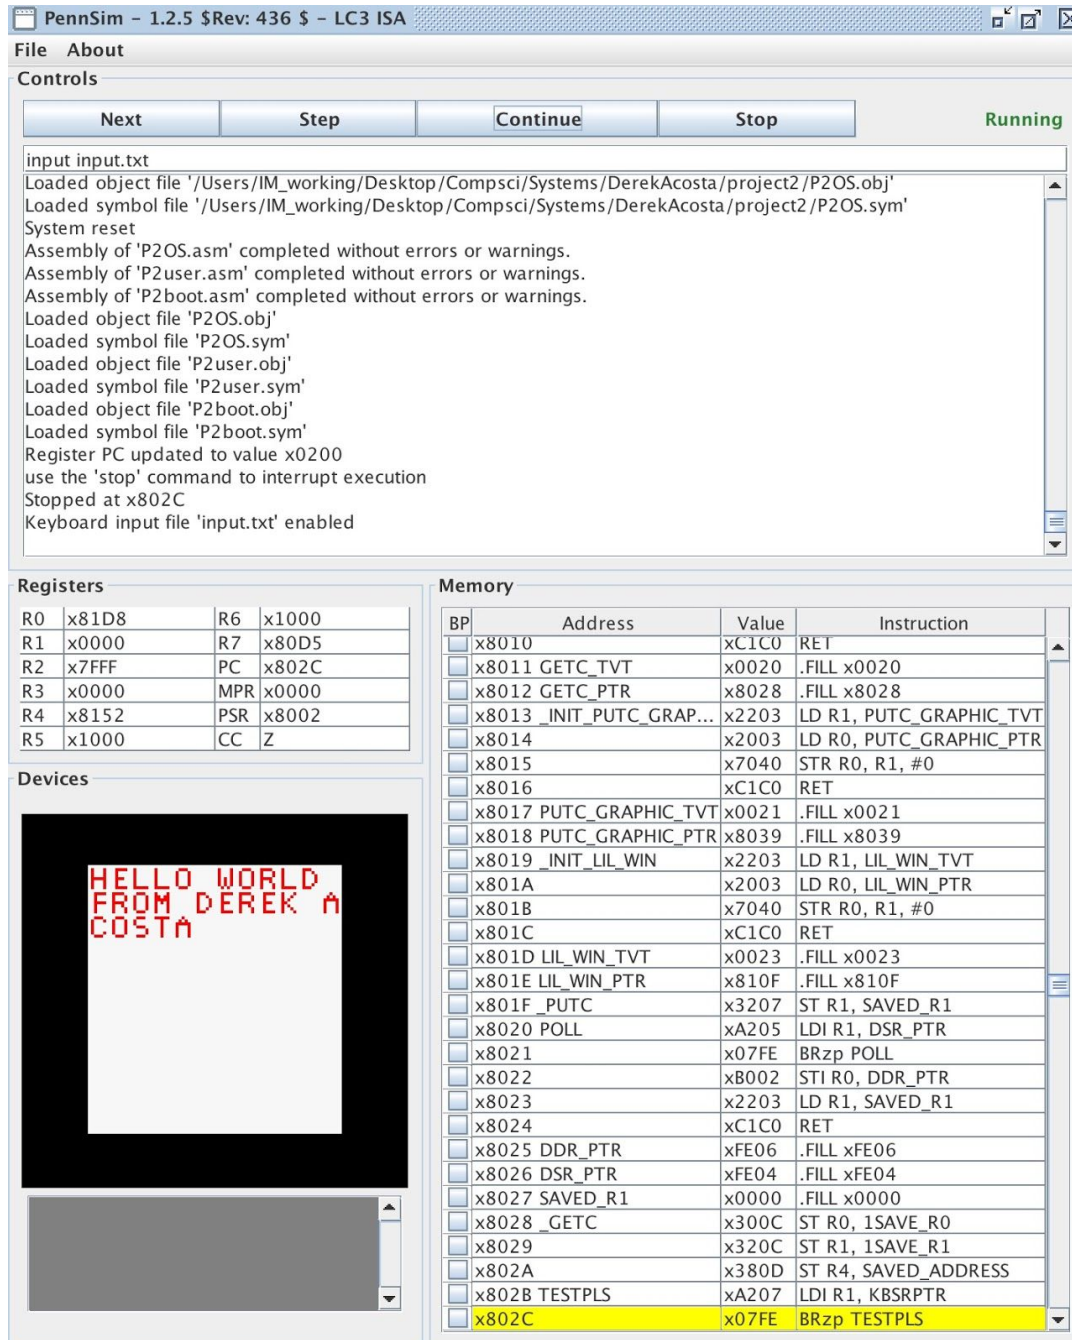 PennSim - 1.2.5 $Rev: 436 $ - LC3 ISA
File About
Controls
Next Step Continue Stop Running
input input.txt
Loaded object file '/Users/IM_working/Desktop/Compsci/Systems/DerekAcosta/project2/P2OS.obj'
Loaded symbol file '/Users/IM_working/Desktop/Compsci/Systems/DerekAcosta/project2/P2OS.sym'
System reset
Assembly of 'P2OS.asm' completed without errors or warnings.
Assembly of 'P2user.asm' completed without errors or warnings.
Assembly of 'P2boot.asm' completed without errors or warnings.
Loaded object file 'P2OS.obj'
Loaded symbol file 'P2OS.sym'
Loaded object file 'P2user.obj'
Loaded symbol file 'P2user.sym'
Loaded object file 'P2boot.obj'
Loaded symbol file 'P2boot.sym'
Register PC updated to value x0200
use the 'stop' command to interrupt execution
Stopped at x802C
Keyboard input file 'input.txt' enabled
Registers
R0 x81D8 R6 x1000
R1 x0000 R7 x80D5
R2 x7FFF PC x802C
R3 x0000 MPR x0000
R4 x8152 PSR x8002
R5 x1000 CC Z
Devices
HELLO WORLD
FROM DEREK A
COSTA
Memory
BP Address Value Instruction
x8010 xC1C0 RET
x8011 GETC_TVT x0020 .FILL x0020
x8012 GETC_PTR x8028 .FILL x8028
x8013 _INIT_PUTC_GRAP... x2203 LD R1, PUTC_GRAPHIC_TVT
x8014 x2003 LD R0, PUTC_GRAPHIC_PTR
x8015 x7040 STR R0, R1, #0
x8016 xC1C0 RET
x8017 PUTC_GRAPHIC_TVT x0021 .FILL x0021
x8018 PUTC_GRAPHIC_PTR x8039 .FILL x8039
x8019 _INIT_LIL_WIN x2203 LD R1, LIL_WIN_TVT
x801A x2003 LD R0, LIL_WIN_PTR
x801B x7040 STR R0, R1, #0
x801C xC1C0 RET
x801D LIL_WIN_TVT x0023 .FILL x0023
x801E LIL_WIN_PTR x810F .FILL x810F
x801F _PUTC x3207 ST R1, SAVED_R1
x8020 POLL xA205 LDI R1, DSR_PTR
x8021 x07FE BRzp POLL
x8022 xB002 STI R0, DDR_PTR
x8023 x2203 LD R1, SAVED_R1
x8024 xC1C0 RET
x8025 DDR_PTR xFE06 .FILL xFE06
x8026 DSR_PTR xFE04 .FILL xFE04
x8027 SAVED_R1 x0000 .FILL x0000
x8028 _GETC x300C ST R0, 1SAVE_R0
x8029 x320C ST R1, 1SAVE_R1
x802A x380D ST R4, SAVED_ADDRESS
x802B TESTPLS xA207 LDI R1, KBSRPTR
x802C x07FE BRzp TESTPLS